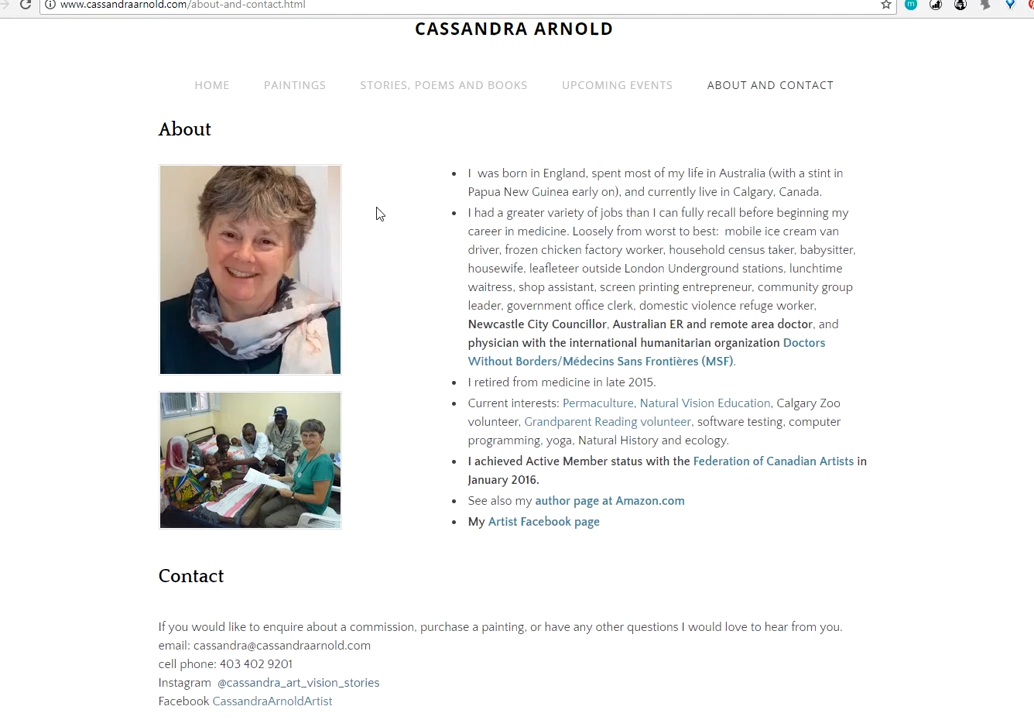 www.cassandraarnold.com/about-and-contact.html
CASSANDRA ARNOLD
HOME PAINTINGS STORIES, POEMS AND BOOKS UPCOMING EVENTS ABOUT AND CONTACT
About
I was born in England, spent most of my life in Australia (with a stint in
Papua New Guinea early on), and currently live in Calgary, Canada.
I had a greater variety of jobs than I can fully recall before beginning my
career in medicine. Loosely from worst to best: mobile ice cream van
driver, frozen chicken factory worker, household census taker, babysitter,
housewife, leafleteer outside London Underground stations, lunchtime
waitress, shop assistant, screen printing entrepreneur, community group
leader, government office clerk, domestic violence refuge worker,
Newcastle City Councillor, Australian ER and remote area doctor, and
physician with the international humanitarian organization Doctors
Without Borders/Médecins Sans Frontières (MSF).
I retired from medicine in late 2015.
Current interests: Permaculture, Natural Vision Education, Calgary Zoo
volunteer, Grandparent Reading volunteer, software testing, computer
programming, yoga, Natural History and ecology.
I achieved Active Member status with the Federation of Canadian Artists in
January 2016.
See also my author page at Amazon.com
My Artist Facebook page
Contact
If you would like to enquire about a commission, purchase a painting, or have any other questions I would love to hear from you.
email: cassandra@cassandraarnold.com
cell phone: 403 402 9201
Instagram @cassandra_art_vision_stories
Facebook CassandraArnoldArtist